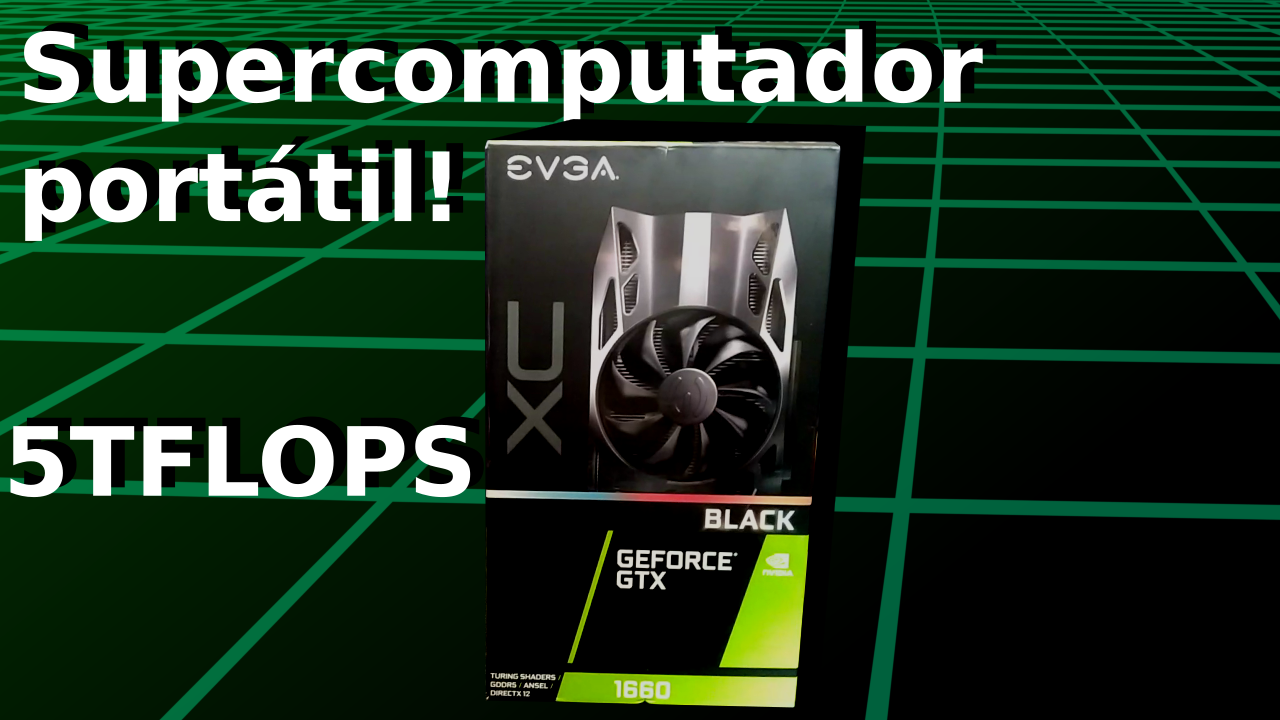 Supercomputador
portátil!
EVGA
XC
5TFLOPS
BLACK
GEFORCE
GTX
NVIDIA
TURING SHADERS /
GDDR5 / ANSEL /
DIRECTX 12
1660